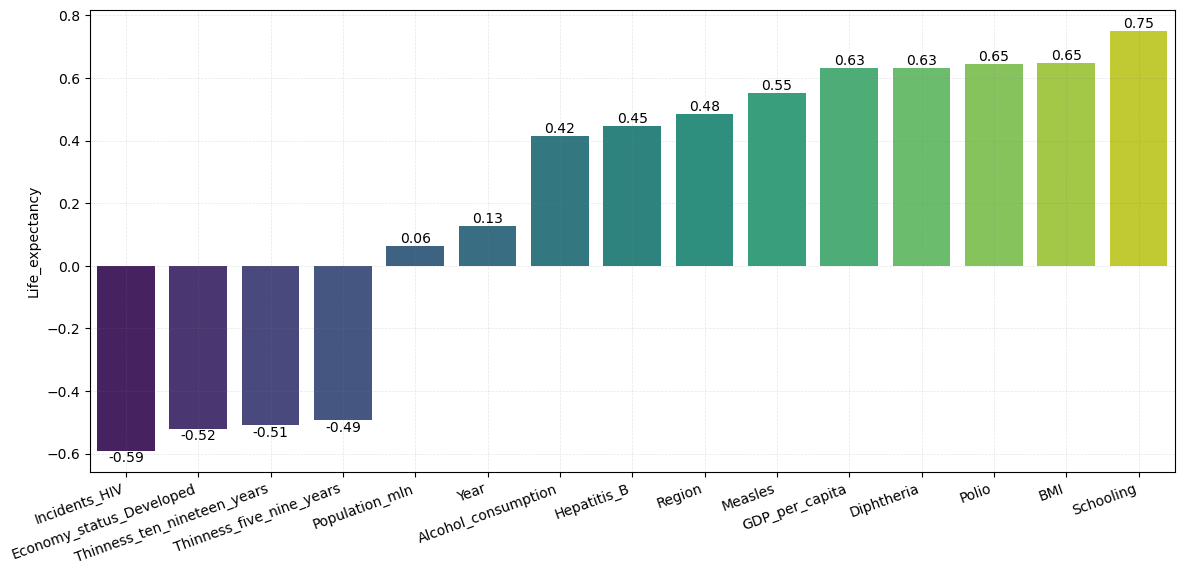 Life_expectancy
0.8
0.6
0.4
0.2
0.0
−0.2
−0.4
−0.6
-0.59
-0.52
-0.51
-0.49
0.06
0.13
0.42
0.45
0.48
0.55
0.63
0.63
0.65
0.65
0.75
Incidents_HIV
Economy_status_Developed
Thinness_ten_nineteen_years
Thinness_five_nine_years
Population_mln
Year
Alcohol_consumption
Hepatitis_B
Region
Measles
GDP_per_capita
Diphtheria
Polio
BMI
Schooling